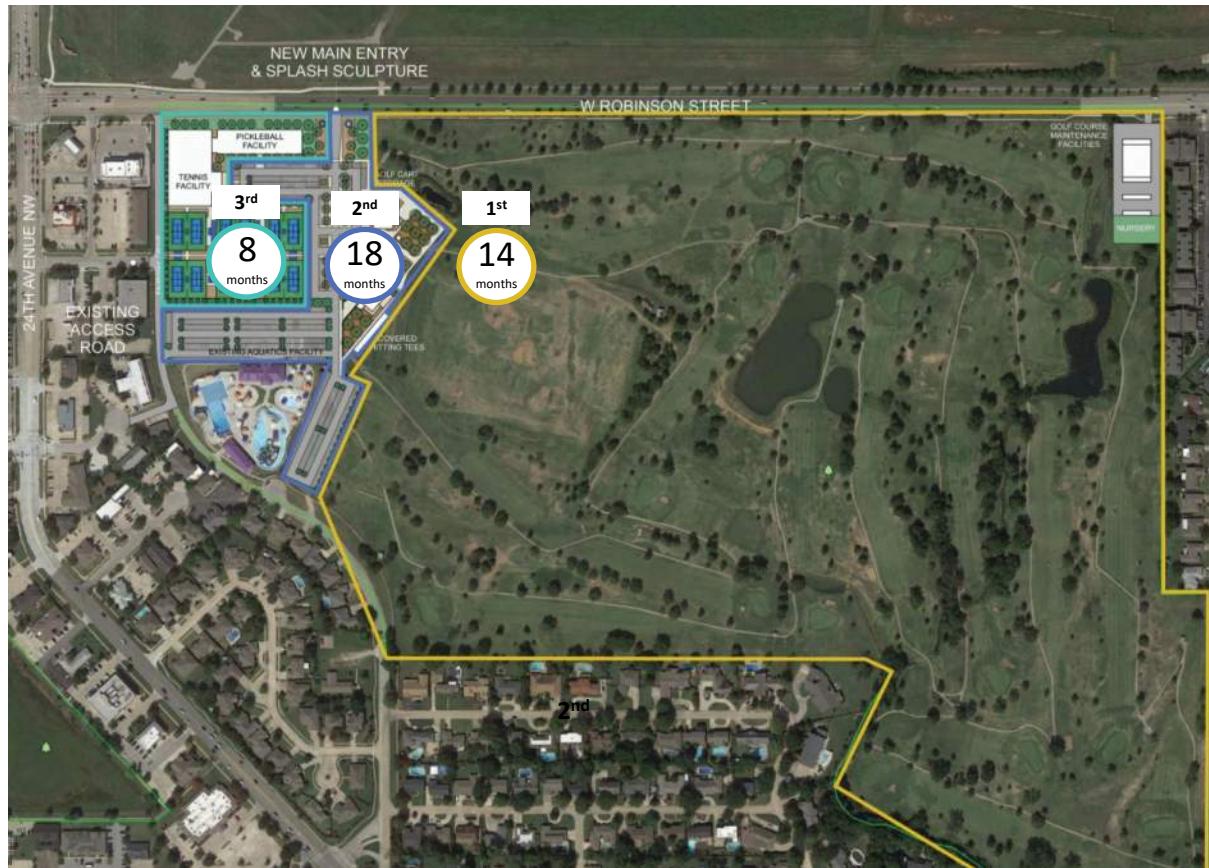 NEW MAIN ENTRY
& SPLASH SCULPTURE
W ROBINSON STREET
PICKLEBALL
FACILITY
TENNIS
FACILITY
GOLF COURSE
MAINTENANCE
FACILITIES
NURSERY
24TH AVENUE NW
3rd
8
months
2nd
18
months
1st
14
months
EXISTING
ACCESS
ROAD
EXISTING AQUATICS FACILITY
COVERED
HITTING TEES
2nd